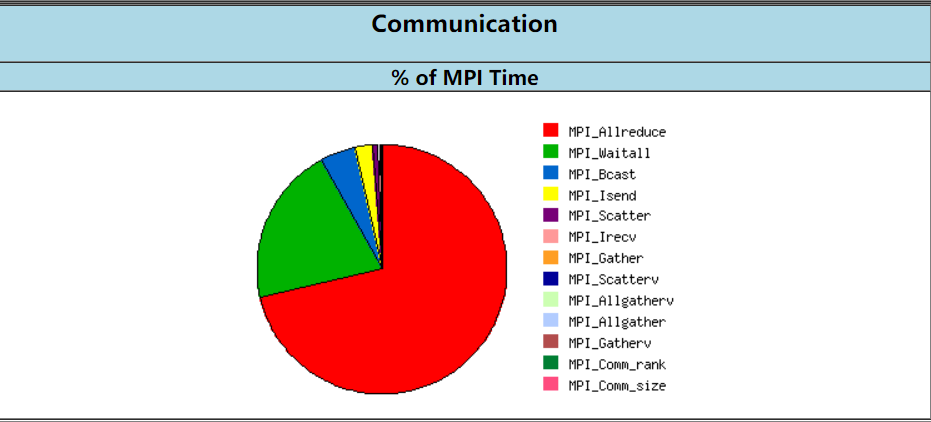 Communication
% of MPI Time
MPI_Allreduce
MPI_Waitall
MPI_Bcast
MPI_Isend
MPI_Scatter
MPI_Irecv
MPI_Gather
MPI_Scatterv
MPI_Allgatherv
MPI_Allgather
MPI_Gatherv
MPI_Comm_rank
MPI_Comm_size